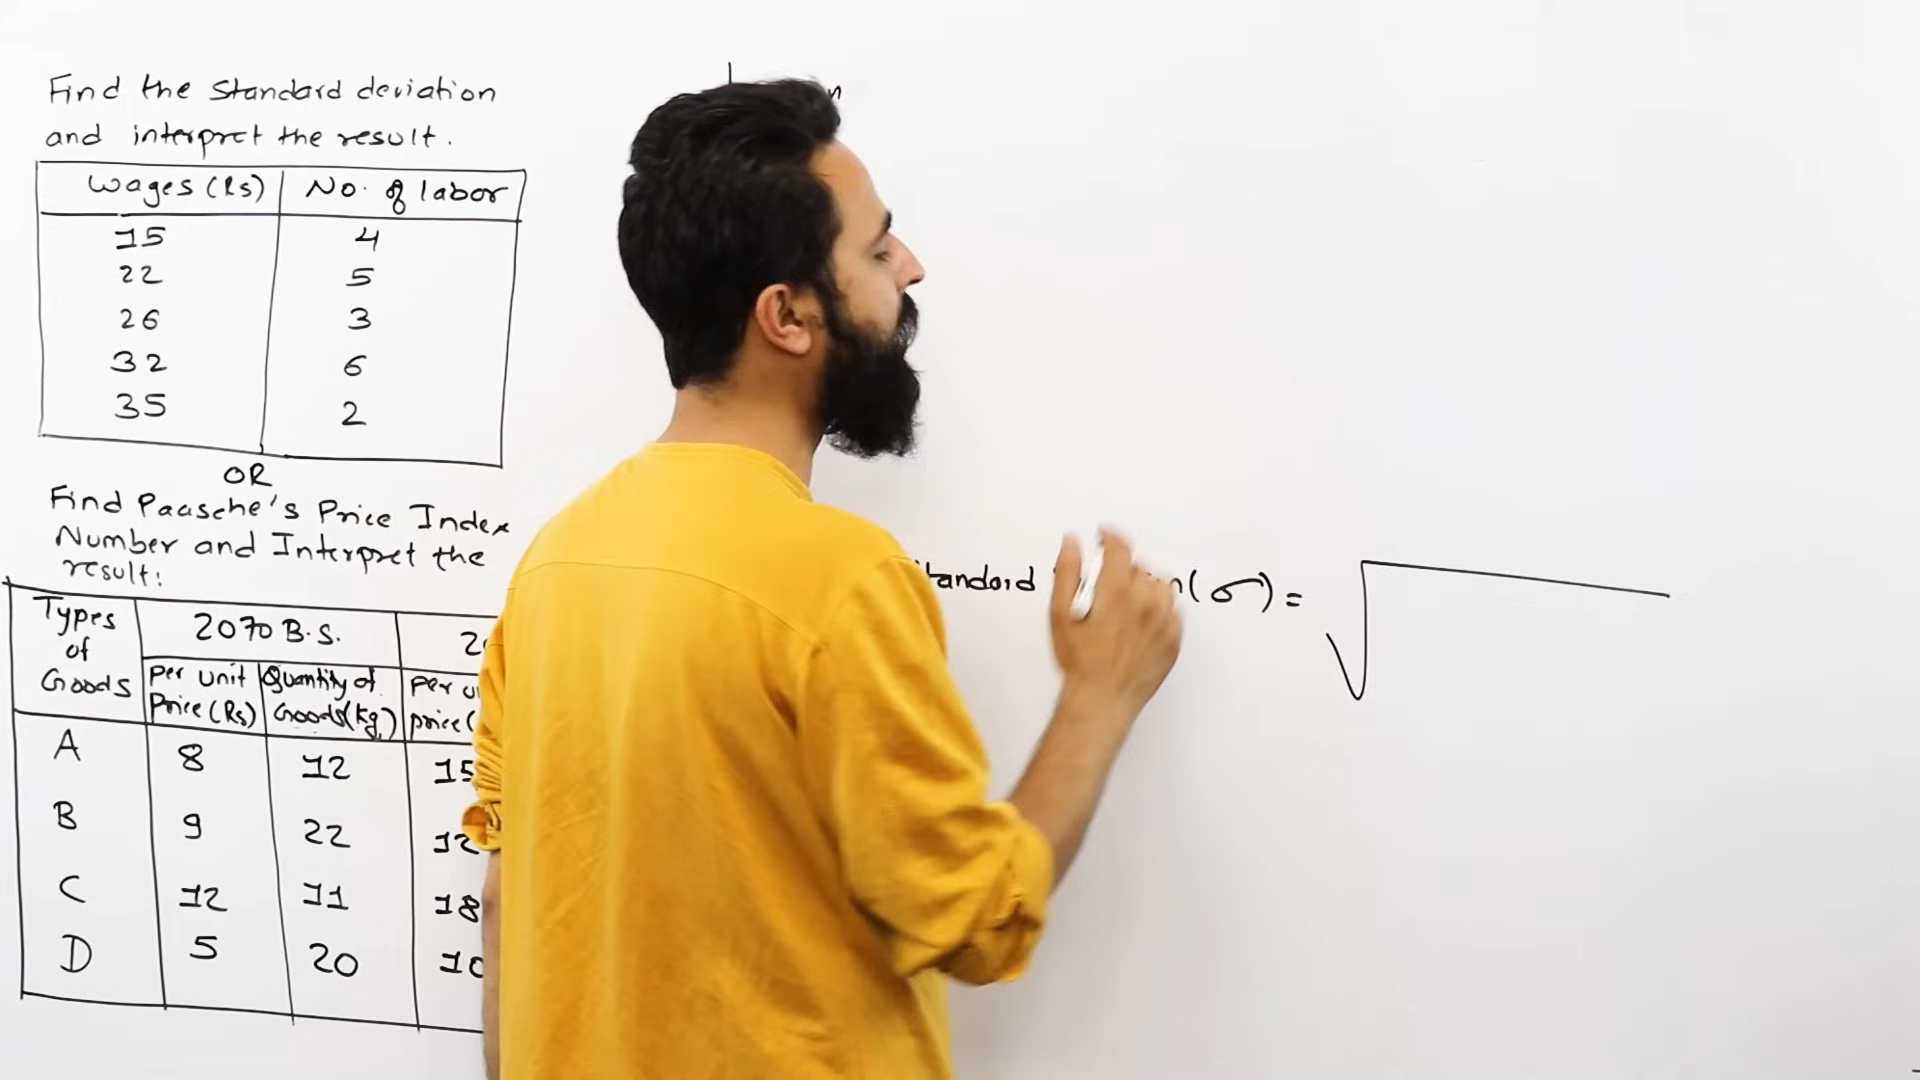 Find the standard deviation
and interpret the result.
Wages (Rs) No. of labor
15 4
22 5
26 3
32 6
35 2
OR
Find Paasche's Price Index
Number and Interpret the
result:
Types of Goods 2070 B.S.
per unit Price (Rs) Quantity of Goods (Kg)
A 8 12 15
B 9 22 12
C 12 11 18
D 5 20 10
(σ) =